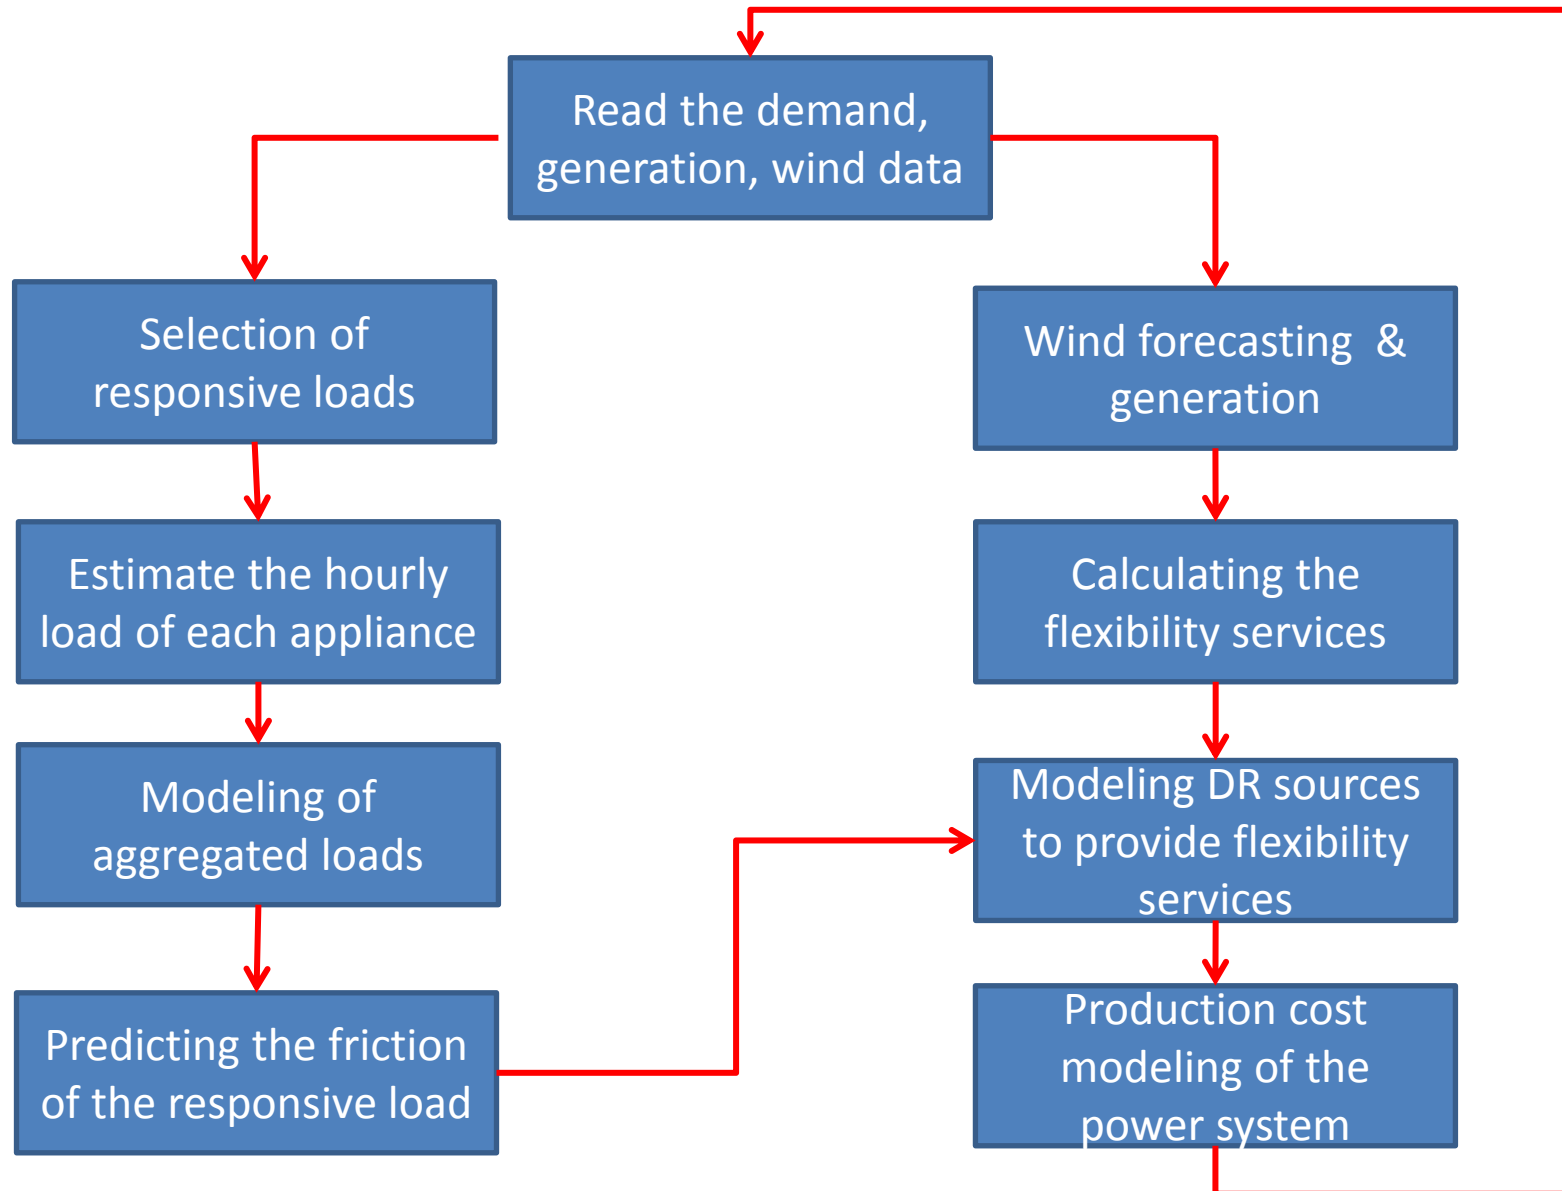 Read the demand,
generation, wind data
Selection of
responsive loads
Estimate the hourly
load of each appliance
Modeling of
aggregated loads
Predicting the friction
of the responsive load
Wind forecasting  &
generation
Calculating the
flexibility services
Modeling DR sources
to provide flexibility
services
Production cost
modeling of the
power system